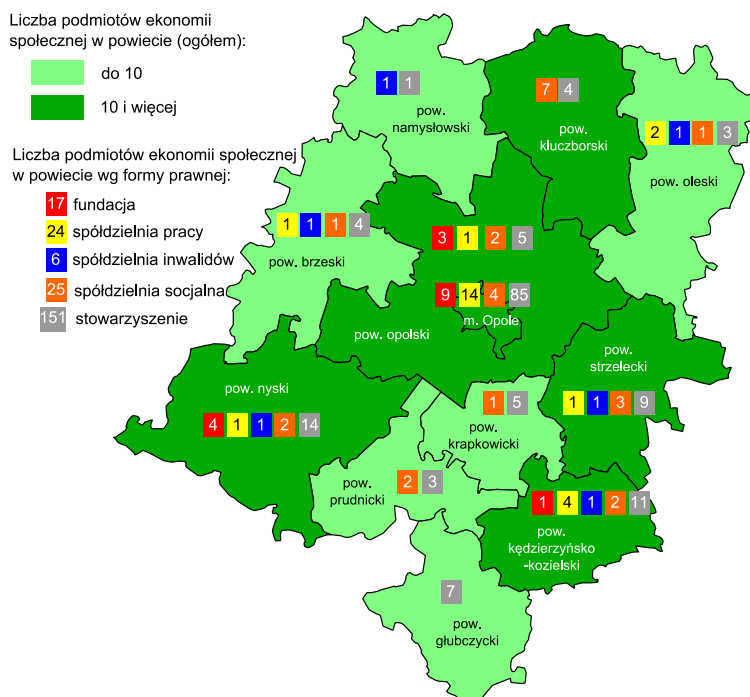 Liczba podmiotów ekonomii
społecznej w powiecie (ogółem):
do 10
10 i więcej
Liczba podmiotów ekonomii społecznej
w powiecie wg formy prawnej:
17 fundacja
24 spółdzielnia pracy
6 spółdzielnia inwalidów
25 spółdzielnia socjalna
151 stowarzyszenie
1 1
pow.
namysłowski
7 4
pow.
kluczborski
2 1 1 3
pow. oleski
1 1 1 4
pow. brzeski
3 1 2 5
9 14 4 85
m. Opole
pow. opolski
pow.
strzelecki
1 1 3 9
pow. nyski
4 1 1 2 14
1 5
pow.
krapkowicki
2 3
pow.
prudnicki
1 4 1 2 11
pow.
kędzierzyńsko
-kozielski
7
pow.
głubczycki